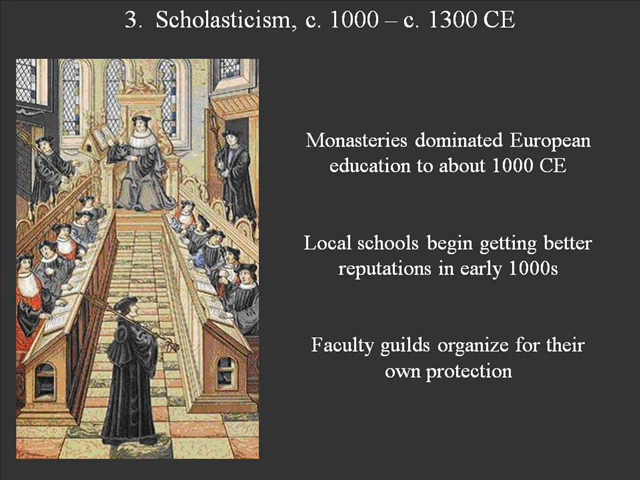 3.  Scholasticism, c. 1000 – c. 1300 CE
Monasteries dominated European
education to about 1000 CE
Local schools begin getting better
reputations in early 1000s
Faculty guilds organize for their
own protection